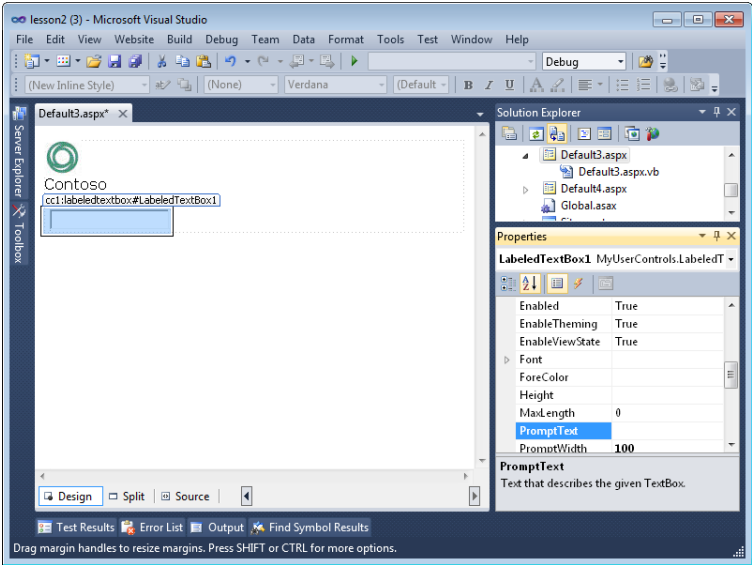 lesson2 (3) - Microsoft Visual Studio
File Edit View Website Build Debug Team Data Format Tools Test Window Help
Debug
(New Inline Style) (None) Verdana (Default B I U A
Default3.aspx*
Server Explorer
Toolbox
Contoso
cc1:labeledtextbox#LabeledTextBox1
Design Split Source
Solution Explorer
Default3.aspx
Default3.aspx.vb
Default4.aspx
Global.asax
Properties
LabeledTextBox1 MyUserControls.LabeledT
Enabled True
EnableTheming True
EnableViewState True
Font
ForeColor
Height
MaxLength 0
PromptText
PromptWidth 100
PromptText
Text that describes the given TextBox.
Test Results Error List Output Find Symbol Results
Drag margin handles to resize margins. Press SHIFT or CTRL for more options.